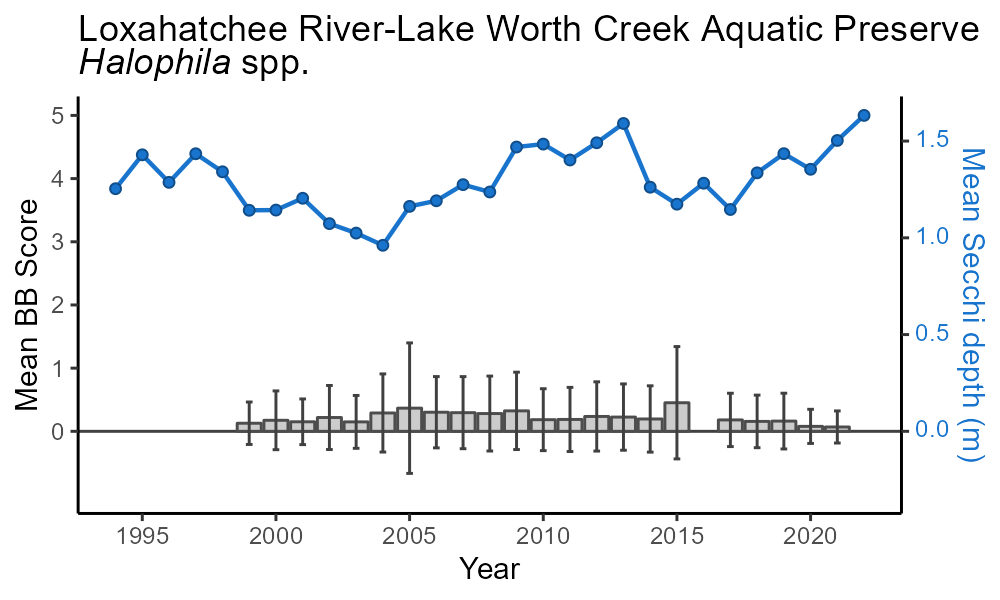 Loxahatchee River-Lake Worth Creek Aquatic Preserve
Halophila spp.
5
4
3
2
1
0
Mean BB Score
1.5
1.0
0.5
0.0
Mean Secchi depth (m)
1995 2000 2005 2010 2015 2020
Year